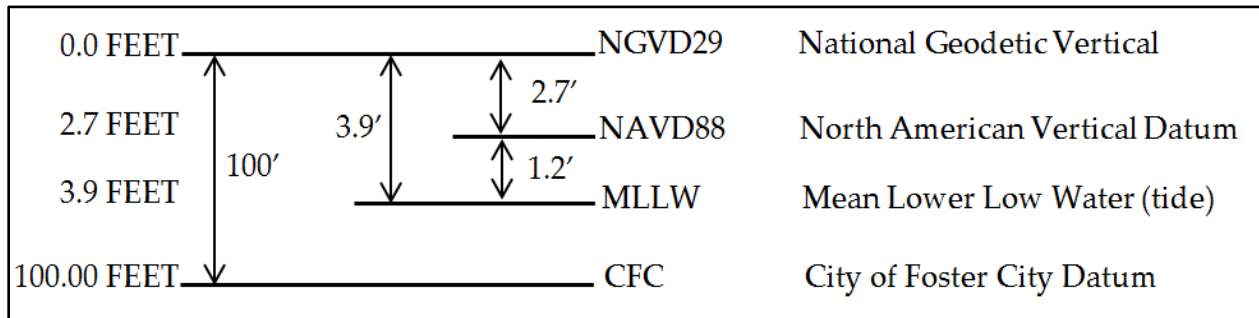 0.0 FEET NGVD29 National Geodetic Vertical
2.7′
2.7 FEET NAVD88 North American Vertical Datum
3.9′
100′ 1.2′
3.9 FEET MLLW Mean Lower Low Water (tide)
100.00 FEET CFC City of Foster City Datum